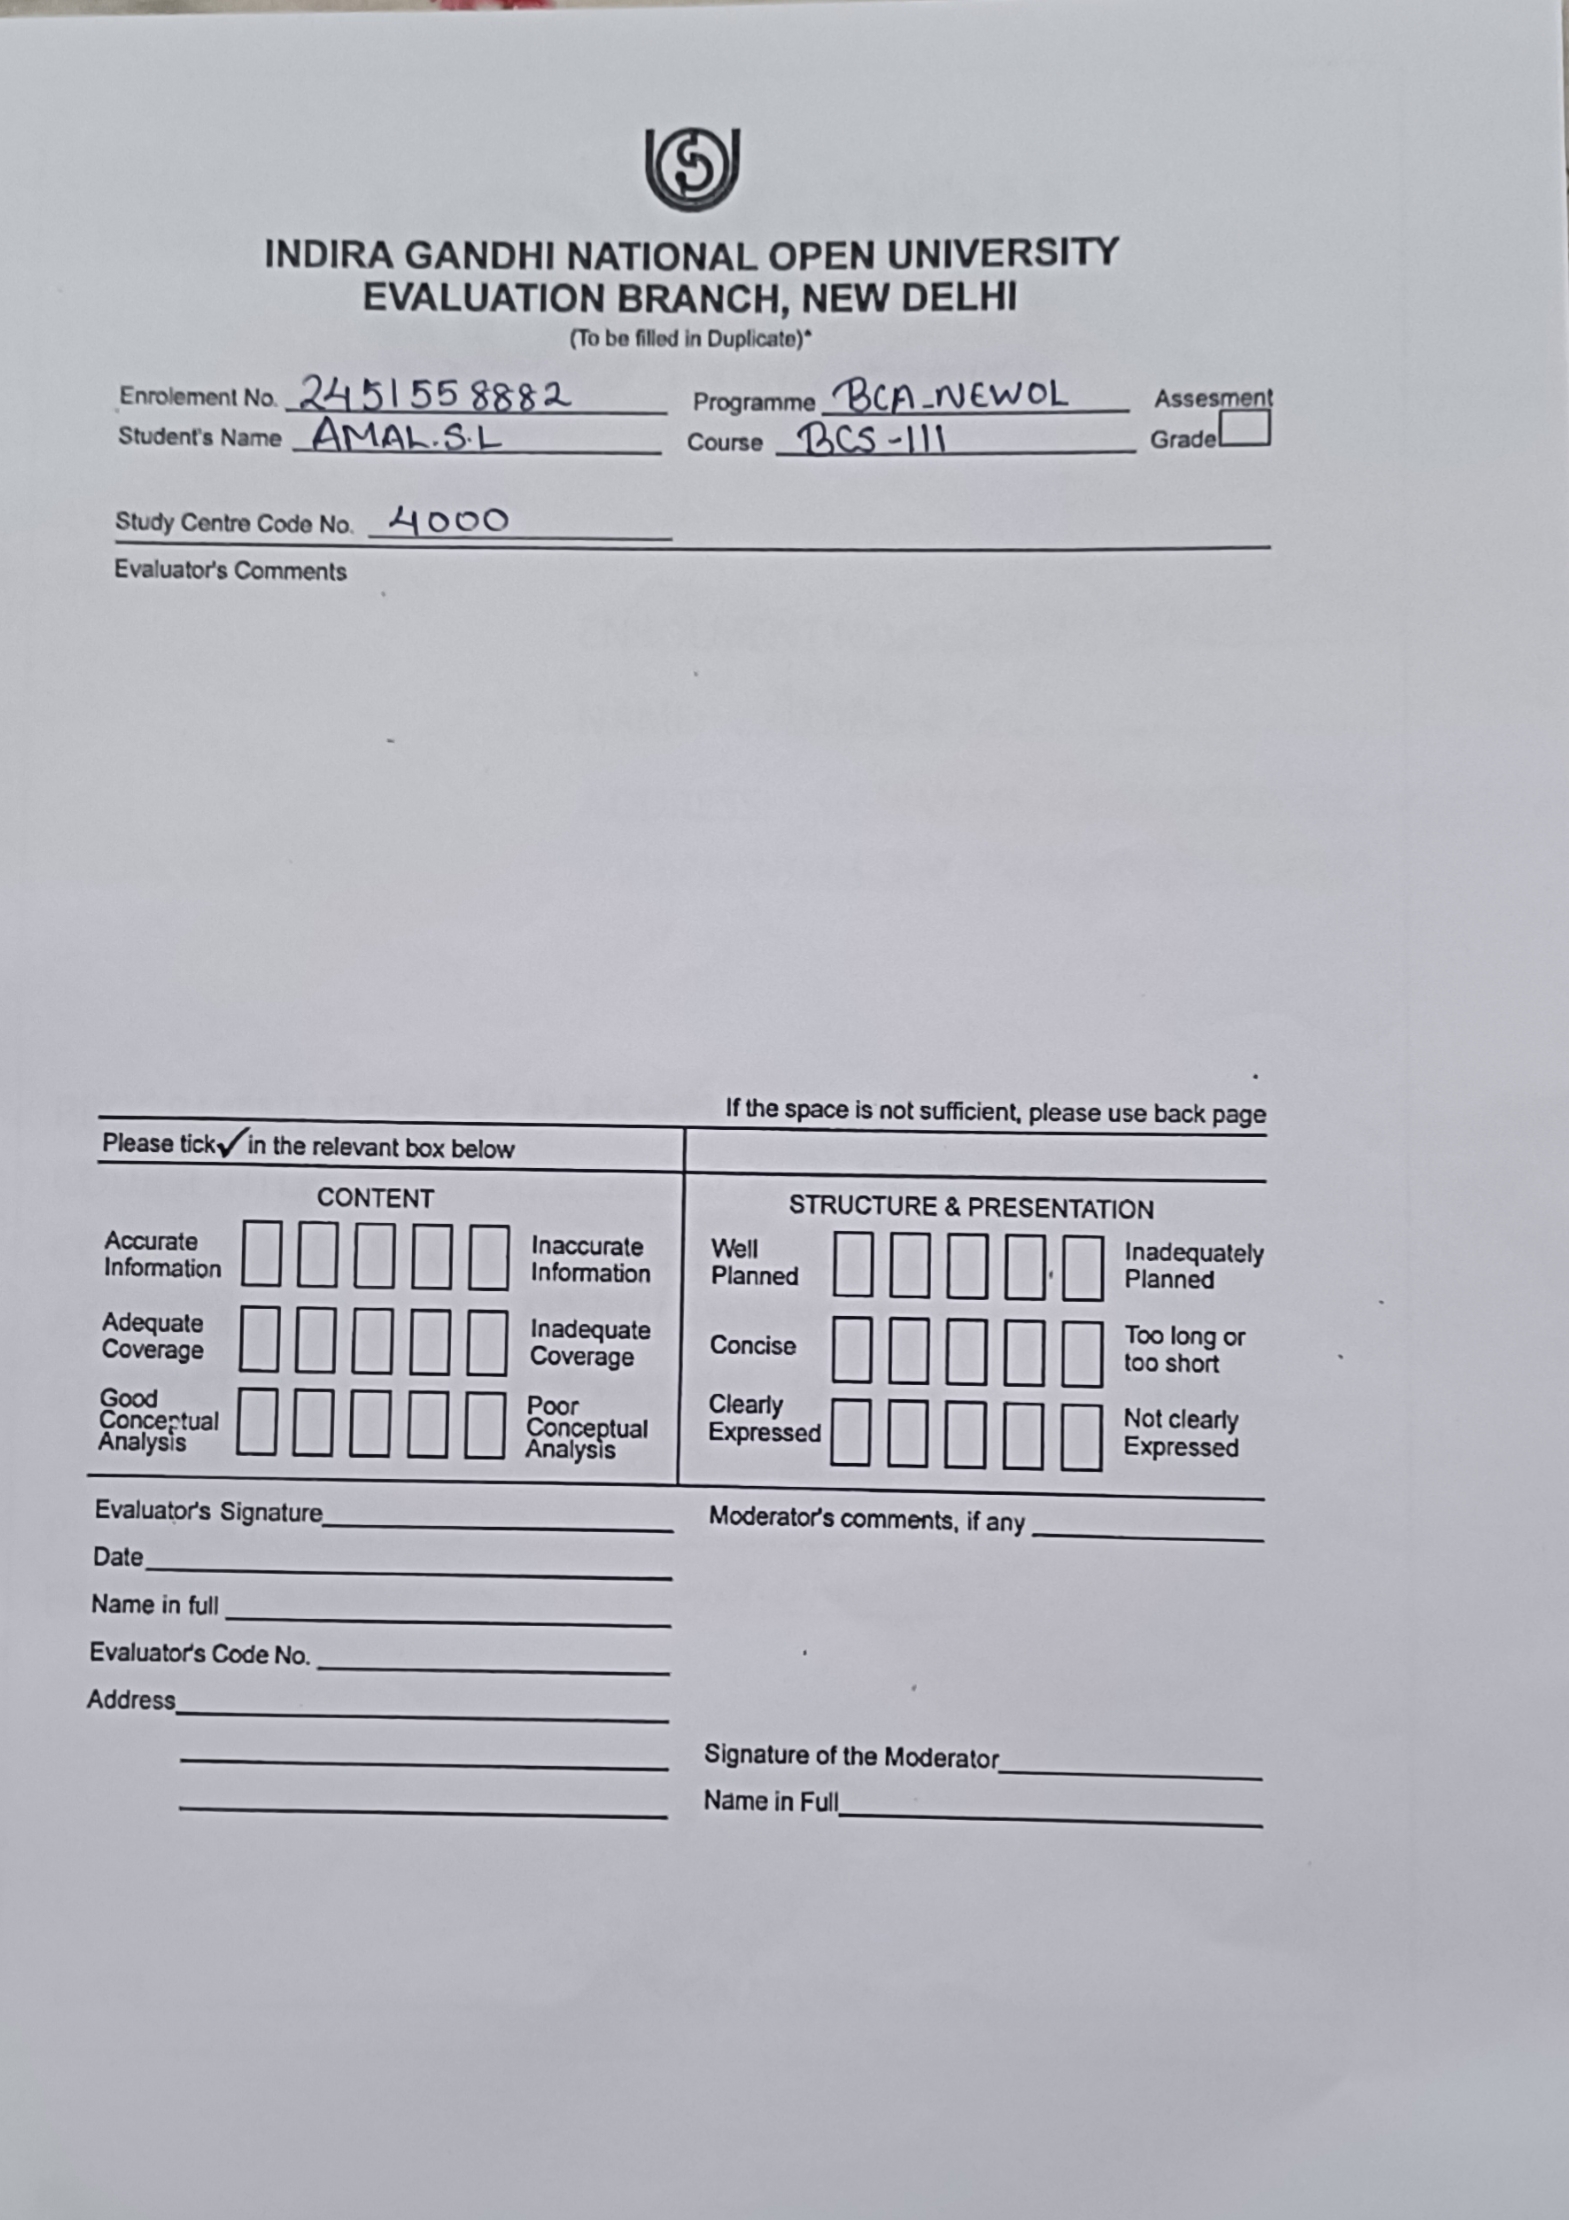 INDIRA GANDHI NATIONAL OPEN UNIVERSITY
EVALUATION BRANCH, NEW DELHI
(To be filled in Duplicate)*
Enrolement No. 2451558882 Programme BCA_NEWOL Assesment
Student's Name AMAL.S.L Course BCS-111 Grade
Study Centre Code No. 4000
Evaluator's Comments
If the space is not sufficient, please use back page
Please tick✓in the relevant box below
CONTENT
STRUCTURE & PRESENTATION
Accurate Information
Inaccurate Information
Well Planned
Inadequately Planned
Adequate Coverage
Inadequate Coverage
Concise
Too long or too short
Good Conceptual Analysis
Poor Conceptual Analysis
Clearly Expressed
Not clearly Expressed
Evaluator's Signature
Moderator's comments, if any
Date
Name in full
Evaluator's Code No.
Address
Signature of the Moderator
Name in Full